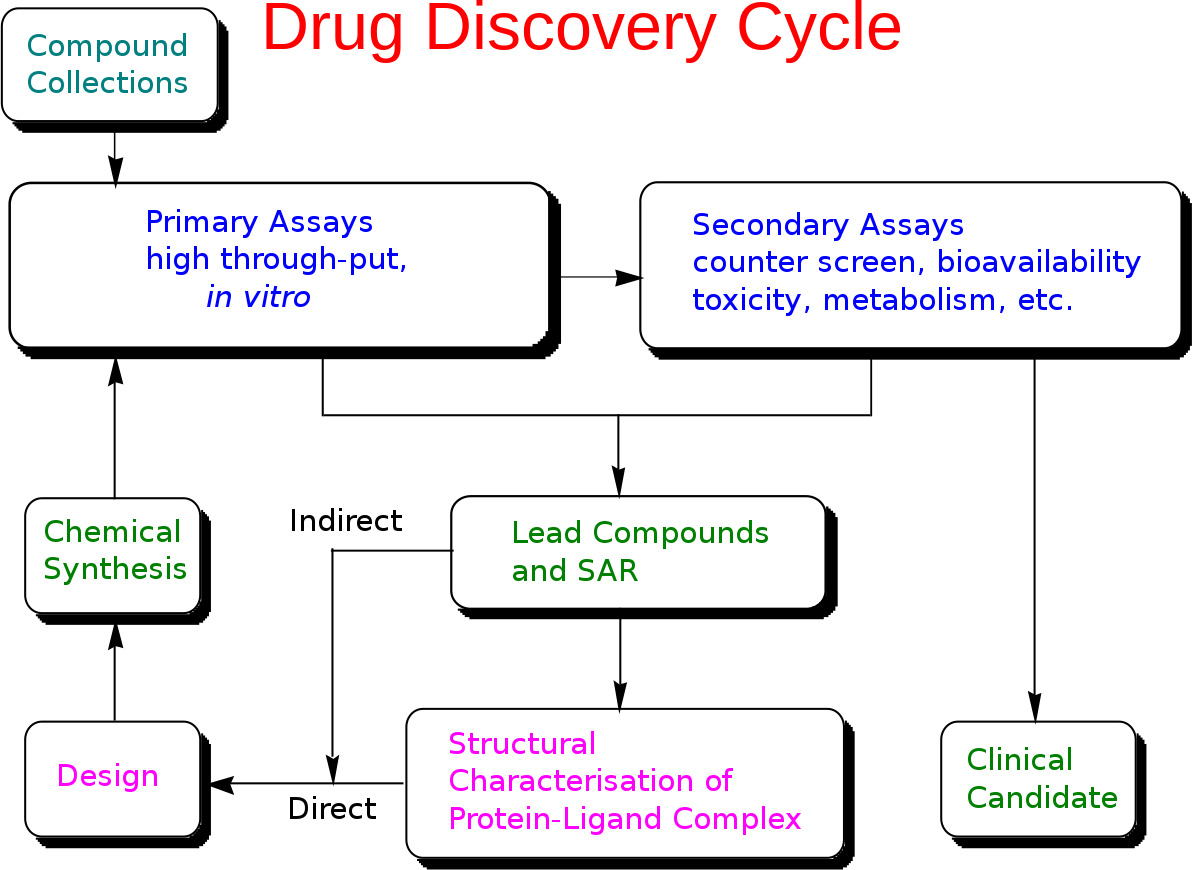 Drug Discovery Cycle
Compound
Collections
Primary Assays
high through-put,
in vitro
Secondary Assays
counter screen, bioavailability
toxicity, metabolism, etc.
Chemical
Synthesis
Indirect
Lead Compounds
and SAR
Design
Direct
Structural
Characterisation of
Protein-Ligand Complex
Clinical
Candidate